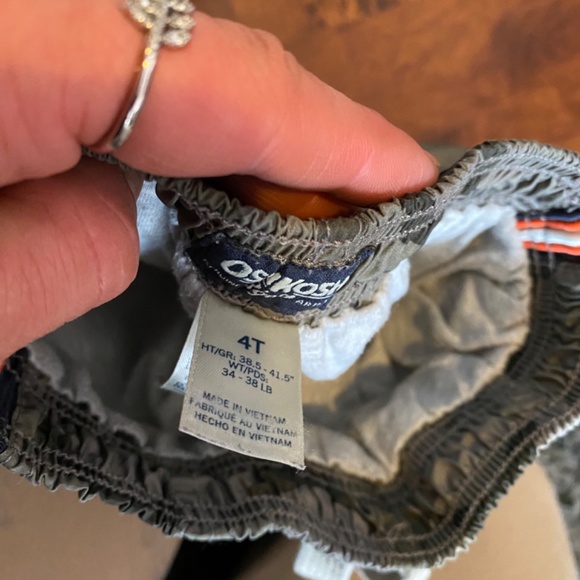 OSHKOSH
4T
HT/GR: 38.5 - 41.5"
WT/PDS:
34 - 38 LB
MADE IN VIETNAM
FABRIQUÉ AU VIETNAM
HECHO EN VIETNAM